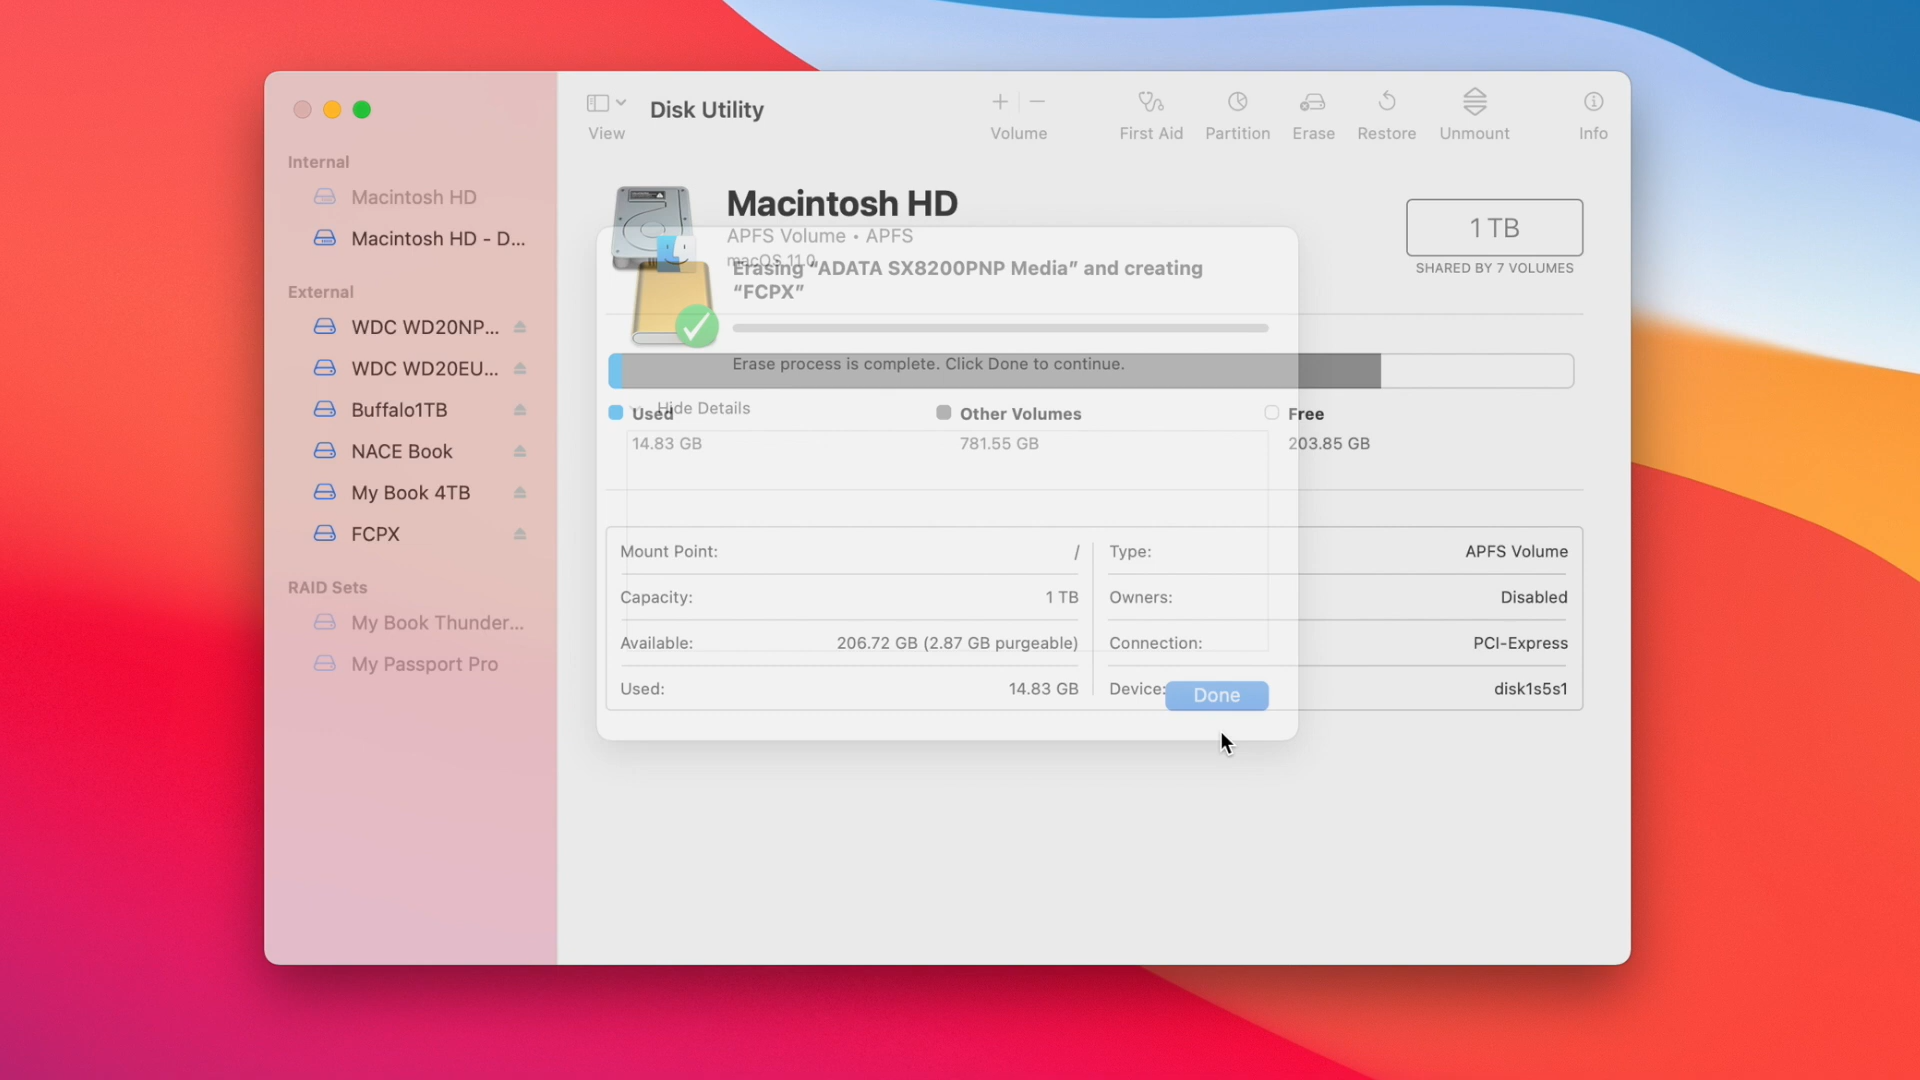 Disk Utility
View
Volume
First Aid
Partition
Erase
Restore
Unmount
Info
Internal
Macintosh HD
Macintosh HD - D...
External
WDC WD20NP...
WDC WD20EU...
Buffalo1TB
NACE Book
My Book 4TB
FCPX
RAID Sets
My Book Thunder...
My Passport Pro
Macintosh HD
APFS Volume • APFS
macOS 11.0
1 TB
SHARED BY 7 VOLUMES
Erasing “ADATA SX8200PNP Media” and creating
“FCPX”
Erase process is complete. Click Done to continue.
Hide Details
Used
14.83 GB
Other Volumes
781.55 GB
Free
203.85 GB
Mount Point: /
Capacity: 1 TB
Available: 206.72 GB (2.87 GB purgeable)
Used: 14.83 GB
Type: APFS Volume
Owners: Disabled
Connection: PCI-Express
Device: disk1s5s1
Done